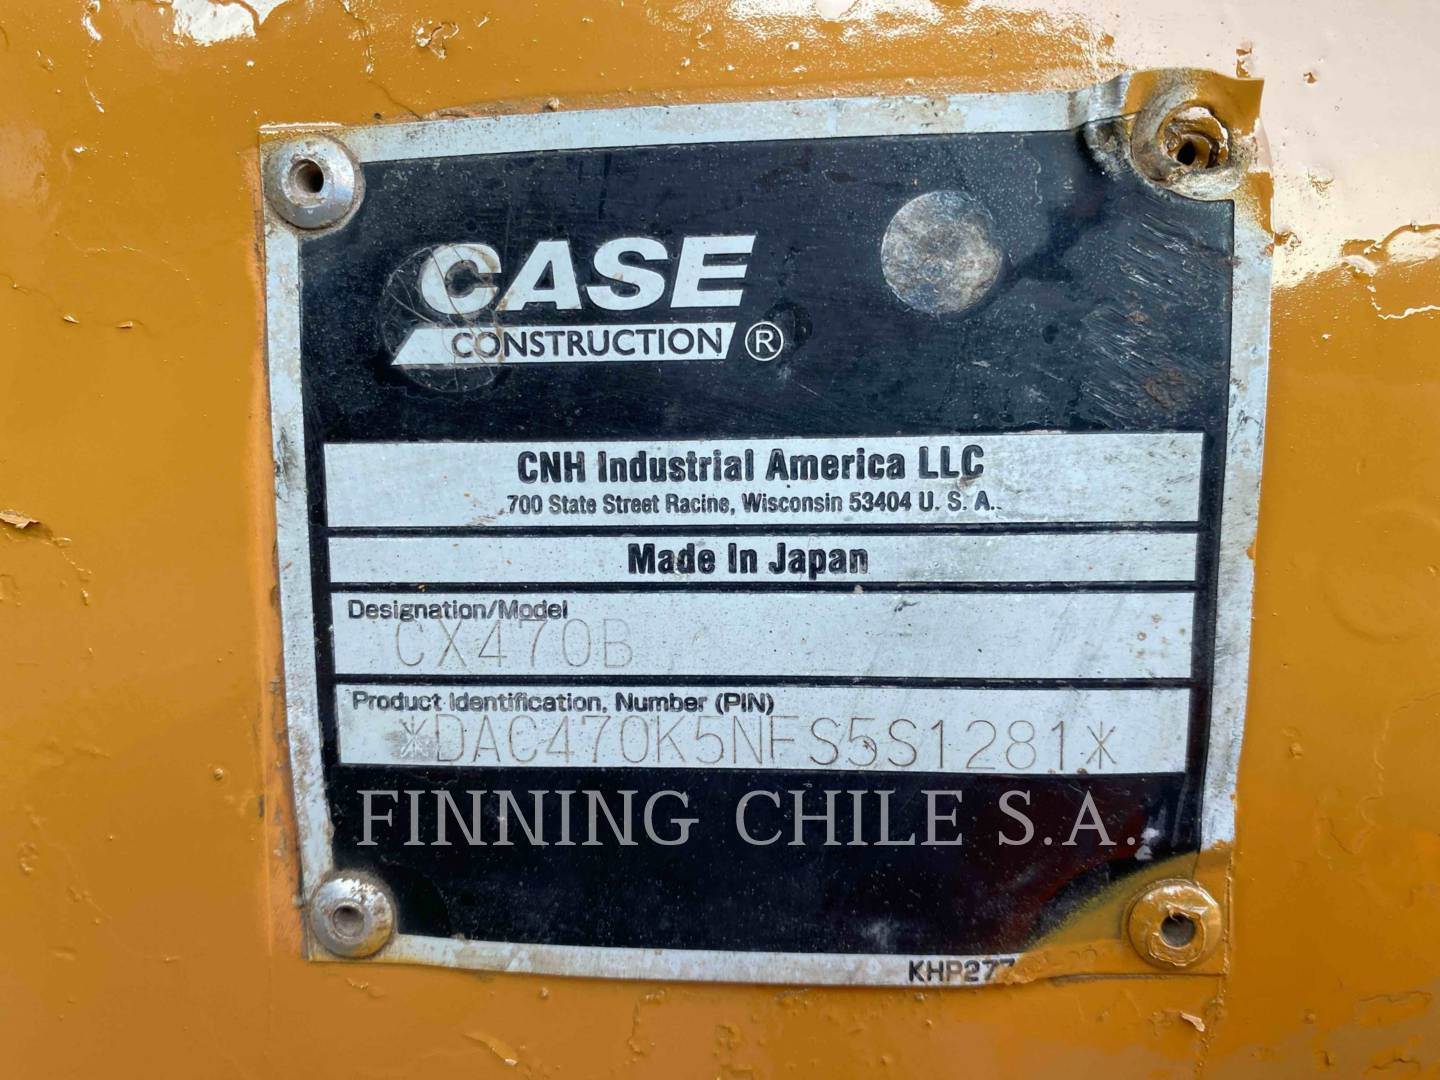 CASE
CONSTRUCTION ®
CNH Industrial America LLC
700 State Street Racine, Wisconsin 53404 U. S. A.
Made In Japan
Designation/Model
CX470B
Product Identification, Number (PIN)
*DAC470K5NFS5S1281*
FINNING CHILE S.A.
KHP277